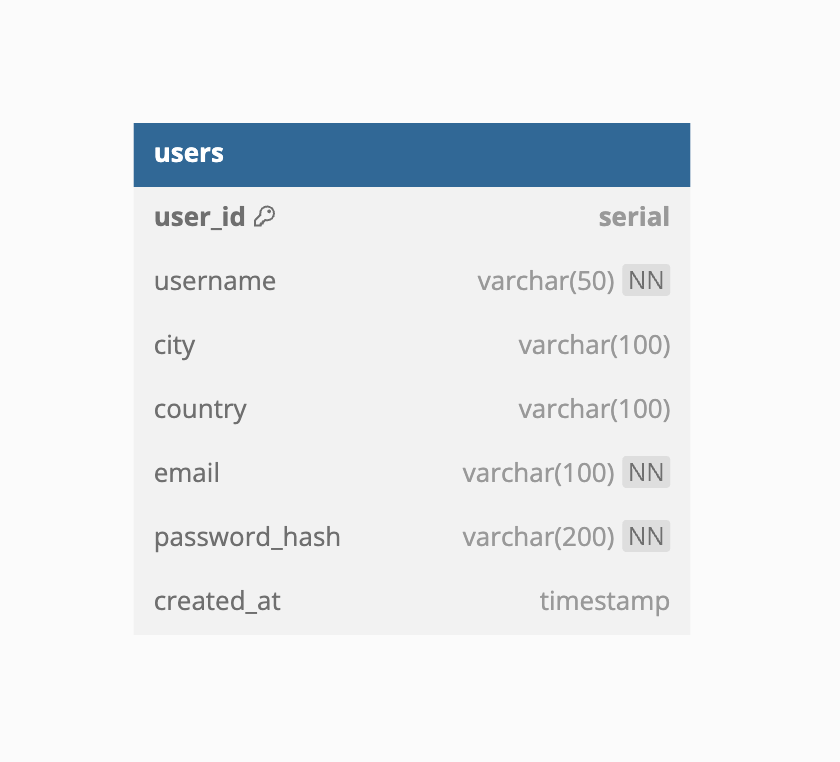 users
user_id serial
username varchar(50) NN
city varchar(100)
country varchar(100)
email varchar(100) NN
password_hash varchar(200) NN
created_at timestamp